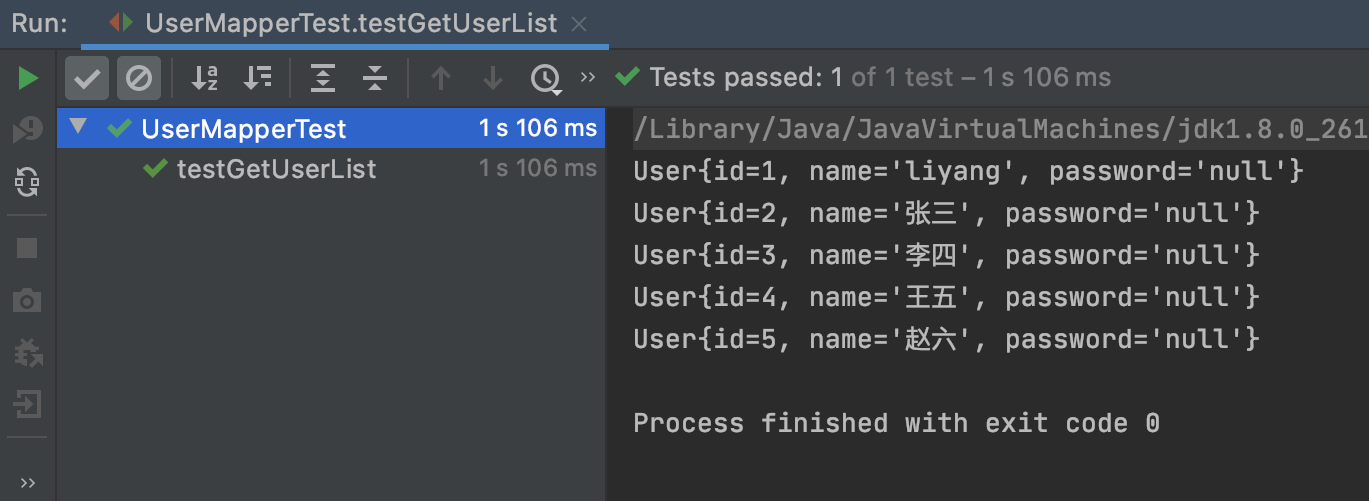 Run: UserMapperTest.testGetUserList
Tests passed: 1 of 1 test – 1 s 106 ms
UserMapperTest 1 s 106 ms
testGetUserList 1 s 106 ms
/Library/Java/JavaVirtualMachines/jdk1.8.0_261
User{id=1, name='liyang', password='null'}
User{id=2, name='张三', password='null'}
User{id=3, name='李四', password='null'}
User{id=4, name='王五', password='null'}
User{id=5, name='赵六', password='null'}
Process finished with exit code 0